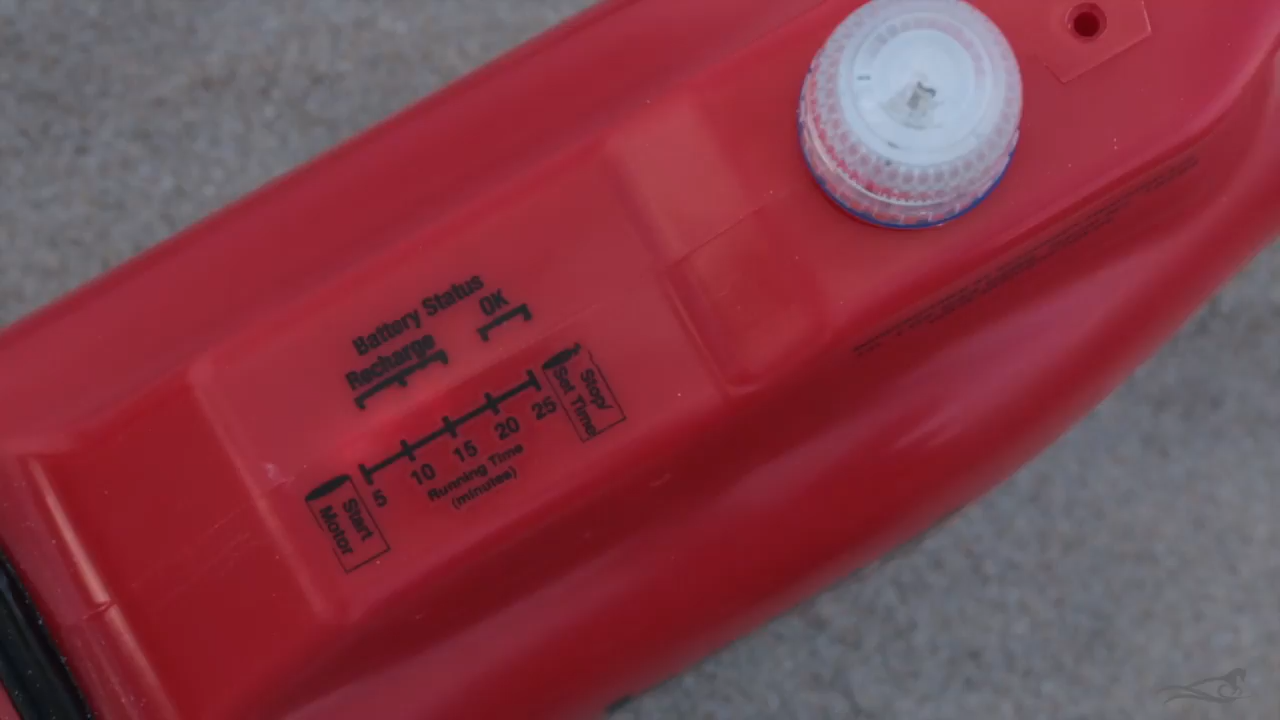 Battery Status
Recharge OK
5 10 15 20 25
Running Time
(minutes)
Start
Motor
Stop/
Set Time